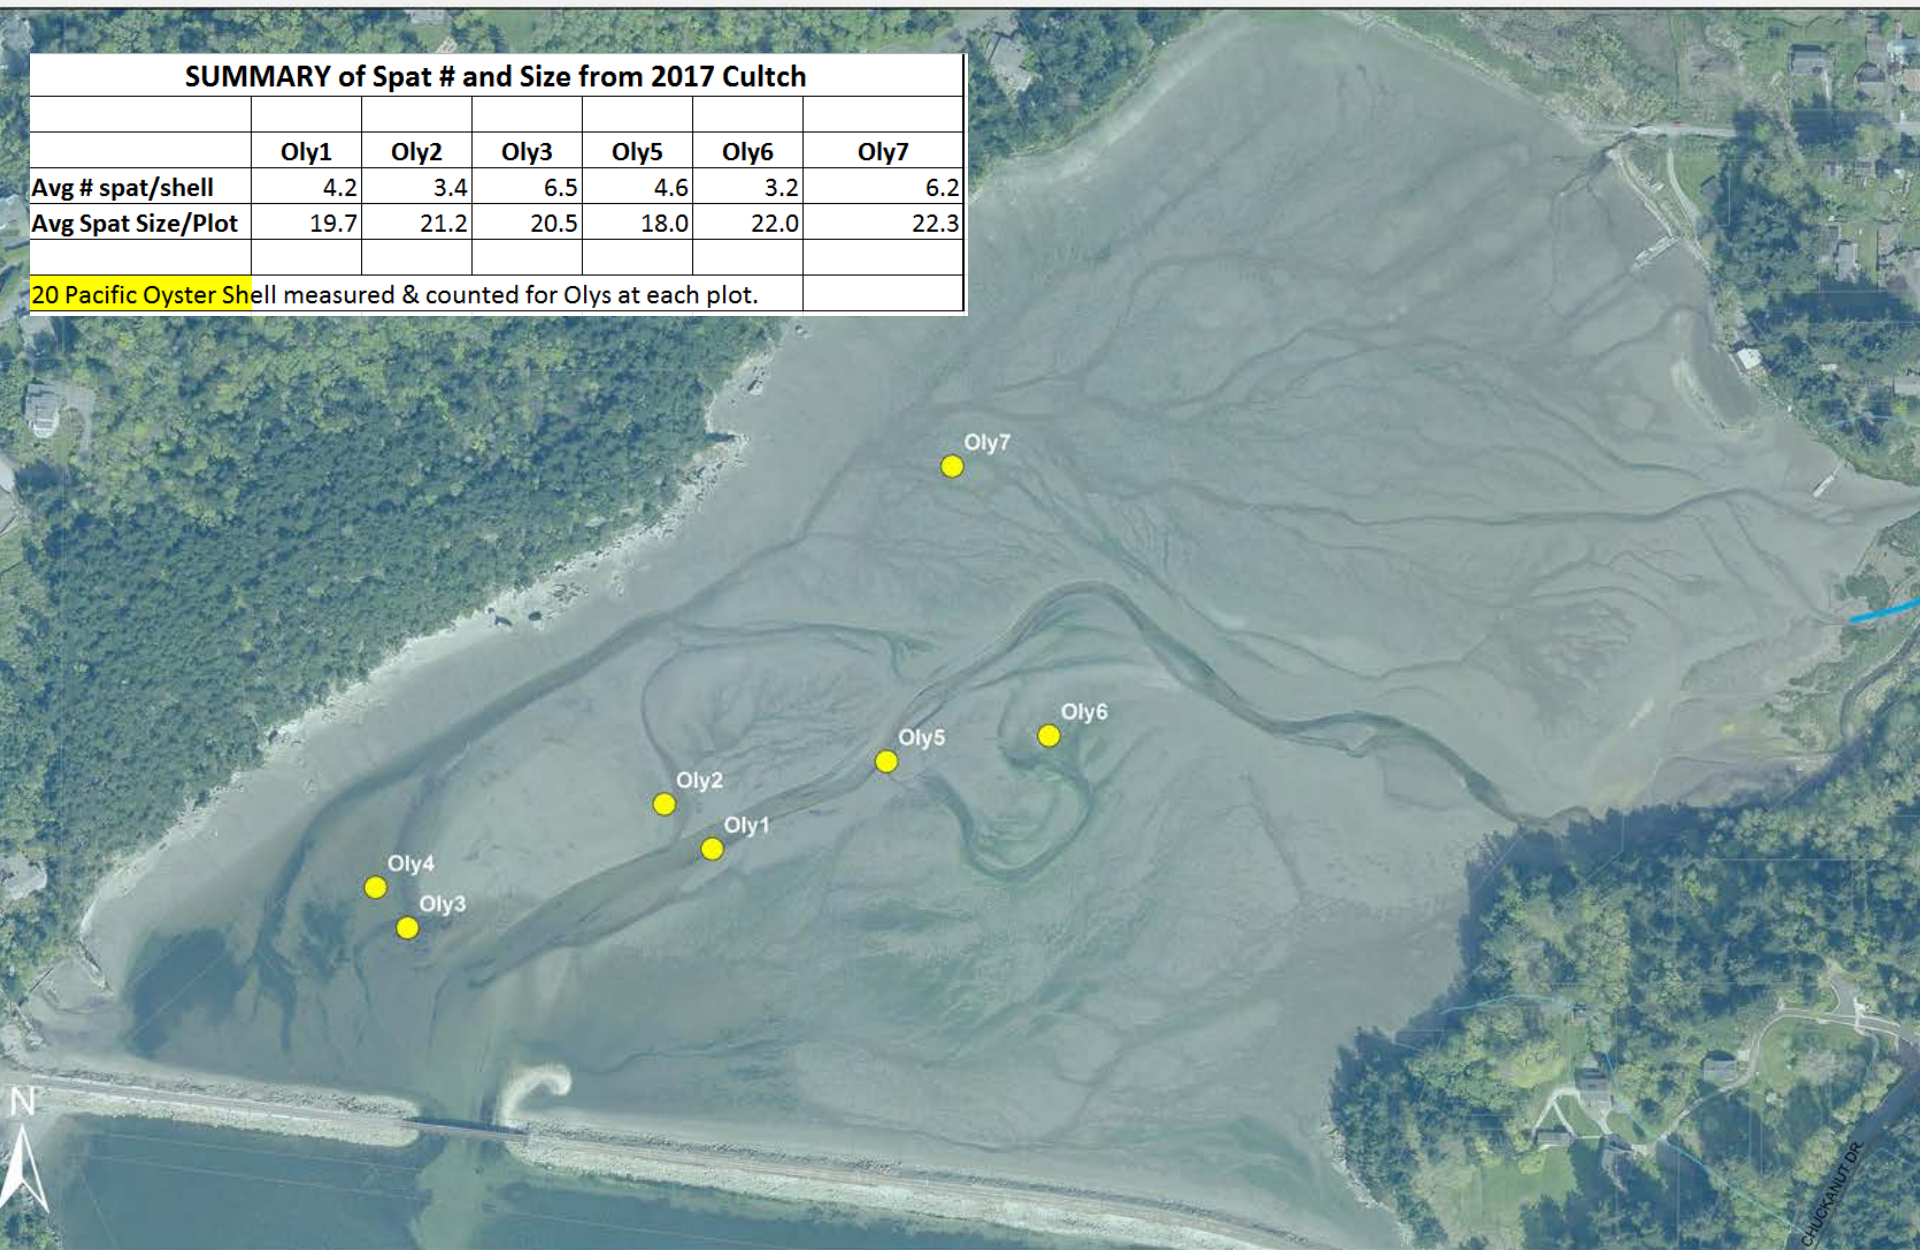 SUMMARY of Spat # and Size from 2017 Cultch
Oly1 Oly2 Oly3 Oly5 Oly6 Oly7
Avg # spat/shell 4.2 3.4 6.5 4.6 3.2 6.2
Avg Spat Size/Plot 19.7 21.2 20.5 18.0 22.0 22.3
20 Pacific Oyster Shell measured & counted for Olys at each plot.
Oly7
Oly6
Oly5
Oly2
Oly1
Oly4
Oly3
N
CHUCKANUT DR